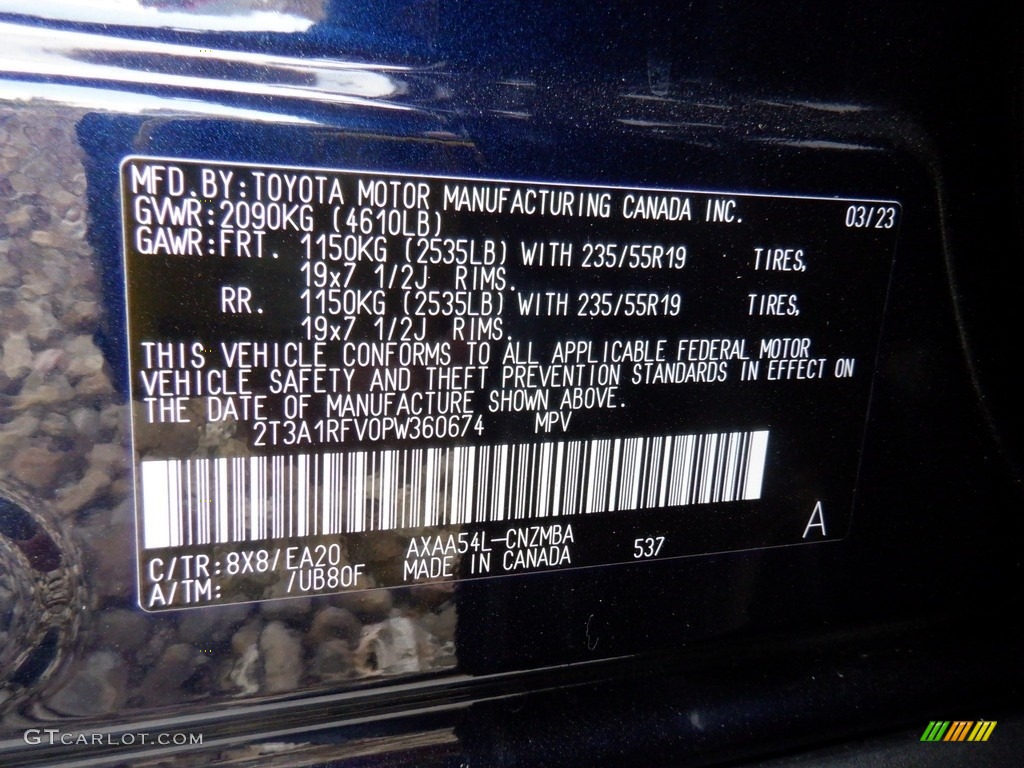 MFD.BY:TOYOTA MOTOR MANUFACTURING CANADA INC. 03/23
GVWR:2090KG (4610LB)
GAWR:FRT. 1150KG (2535LB) WITH 235/55R19 TIRES,
19x7 1/2J RIMS.
RR. 1150KG (2535LB) WITH 235/55R19 TIRES,
19x7 1/2J RIMS.
THIS VEHICLE CONFORMS TO ALL APPLICABLE FEDERAL MOTOR
VEHICLE SAFETY AND THEFT PREVENTION STANDARDS IN EFFECT ON
THE DATE OF MANUFACTURE SHOWN ABOVE.
2T3A1RFV0PW360674 MPV
A
C/TR:8X8/EA20 AXAA54L-CNZMBA 537
A/TM: /UB80F MADE IN CANADA
GTCARLOT.COM